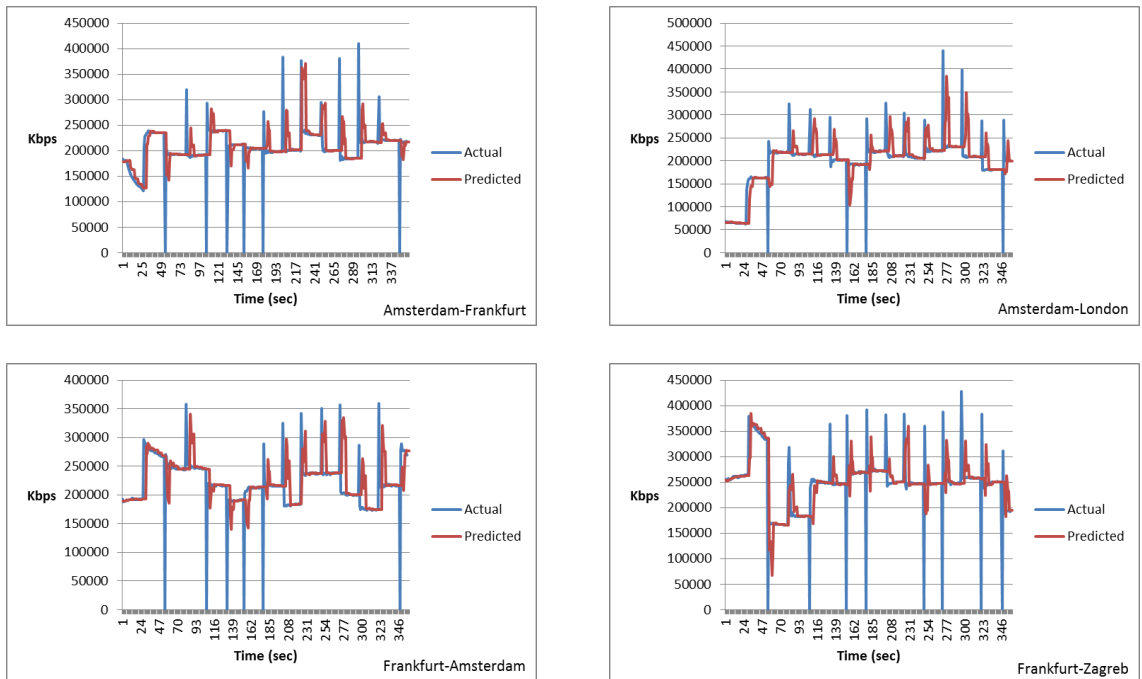 450000
400000
350000
300000
250000
200000
150000
100000
50000
0
Kbps
1 25 49 73 97 121 145 169 193 217 241 265 289 313 337
Time (sec)
Actual
Predicted
Amsterdam-Frankfurt
500000
450000
400000
350000
300000
250000
200000
150000
100000
50000
0
Kbps
1 24 47 70 93 116 139 162 185 208 231 254 277 300 323 346
Time (sec)
Actual
Predicted
Amsterdam-London
400000
350000
300000
250000
200000
150000
100000
50000
0
Kbps
1 24 47 70 93 116 139 162 185 208 231 254 277 300 323 346
Time (sec)
Actual
Predicted
Frankfurt-Amsterdam
450000
400000
350000
300000
250000
200000
150000
100000
50000
0
Kbps
1 24 47 70 93 116 139 162 185 208 231 254 277 300 323 346
Time (sec)
Actual
Predicted
Frankfurt-Zagreb